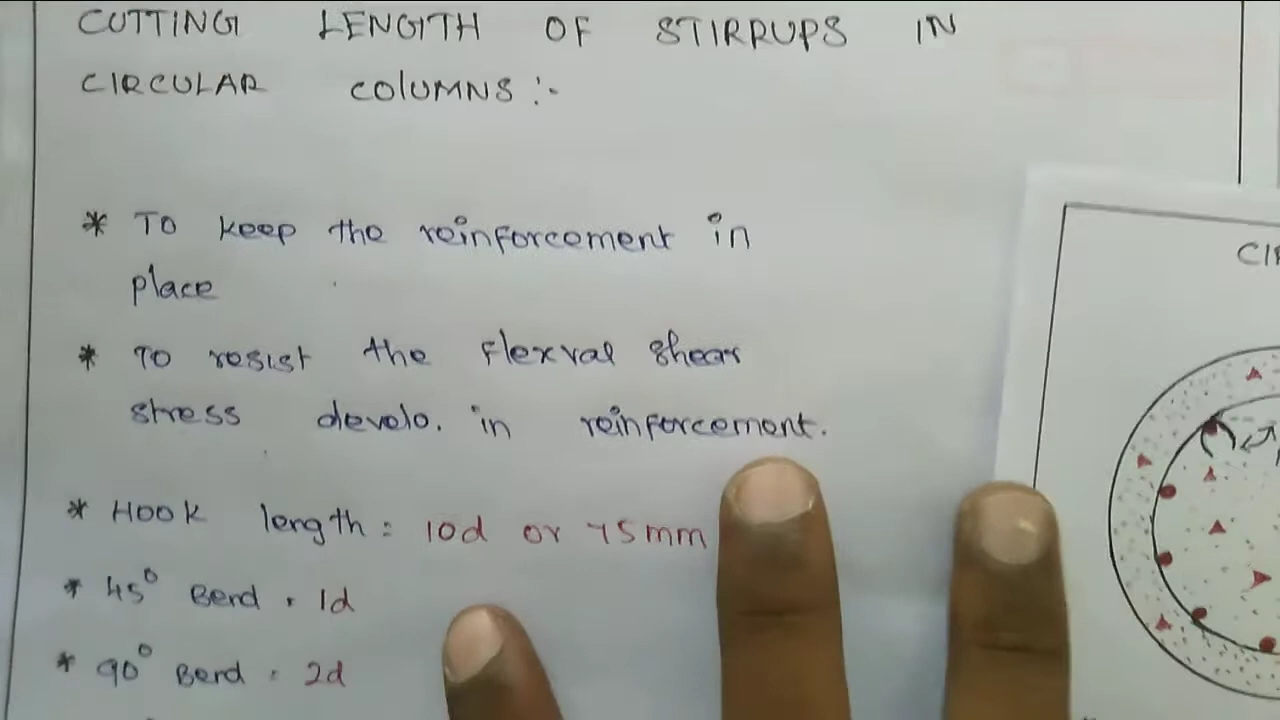 CUTTING LENGTH OF STIRRUPS IN
CIRCULAR COLUMNS :-
* TO keep the reinforcement in
place
* TO resist the flexval shear
stress develo. in reinforcement.
* HOOK length = 10d or 75mm
* 45° Bend = 1d
* 90° Bend = 2d